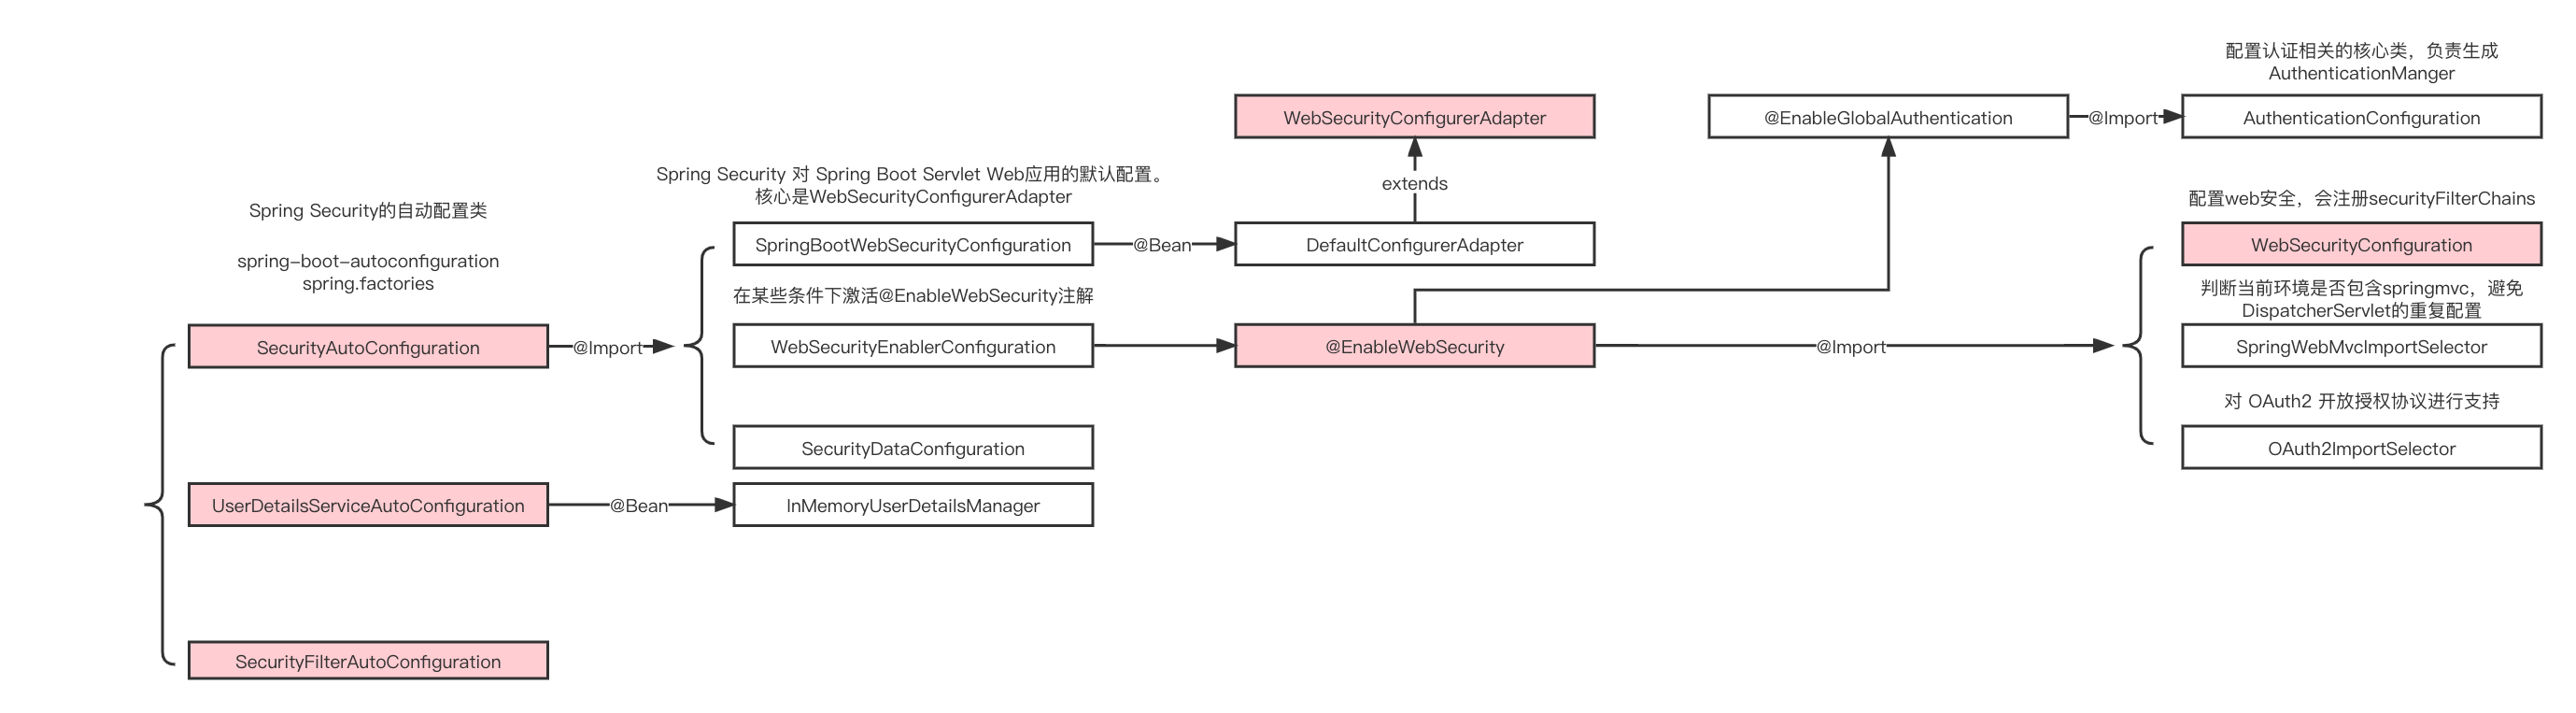 Spring Security的自动配置类
spring-boot-autoconfiguration
spring.factories
SecurityAutoConfiguration
@Import
UserDetailsServiceAutoConfiguration
@Bean
SecurityFilterAutoConfiguration
Spring Security 对 Spring Boot Servlet Web应用的默认配置。
核心是WebSecurityConfigurerAdapter
SpringBootWebSecurityConfiguration
@Bean
在某些条件下激活@EnableWebSecurity注解
WebSecurityEnablerConfiguration
SecurityDataConfiguration
InMemoryUserDetailsManager
WebSecurityConfigurerAdapter
extends
DefaultConfigurerAdapter
@EnableWebSecurity
@Import
@EnableGlobalAuthentication
@Import
配置认证相关的核心类，负责生成
AuthenticationManger
AuthenticationConfiguration
配置web安全，会注册securityFilterChains
WebSecurityConfiguration
判断当前环境是否包含springmvc，避免
DispatcherServlet的重复配置
SpringWebMvcImportSelector
对 OAuth2 开放授权协议进行支持
OAuth2ImportSelector